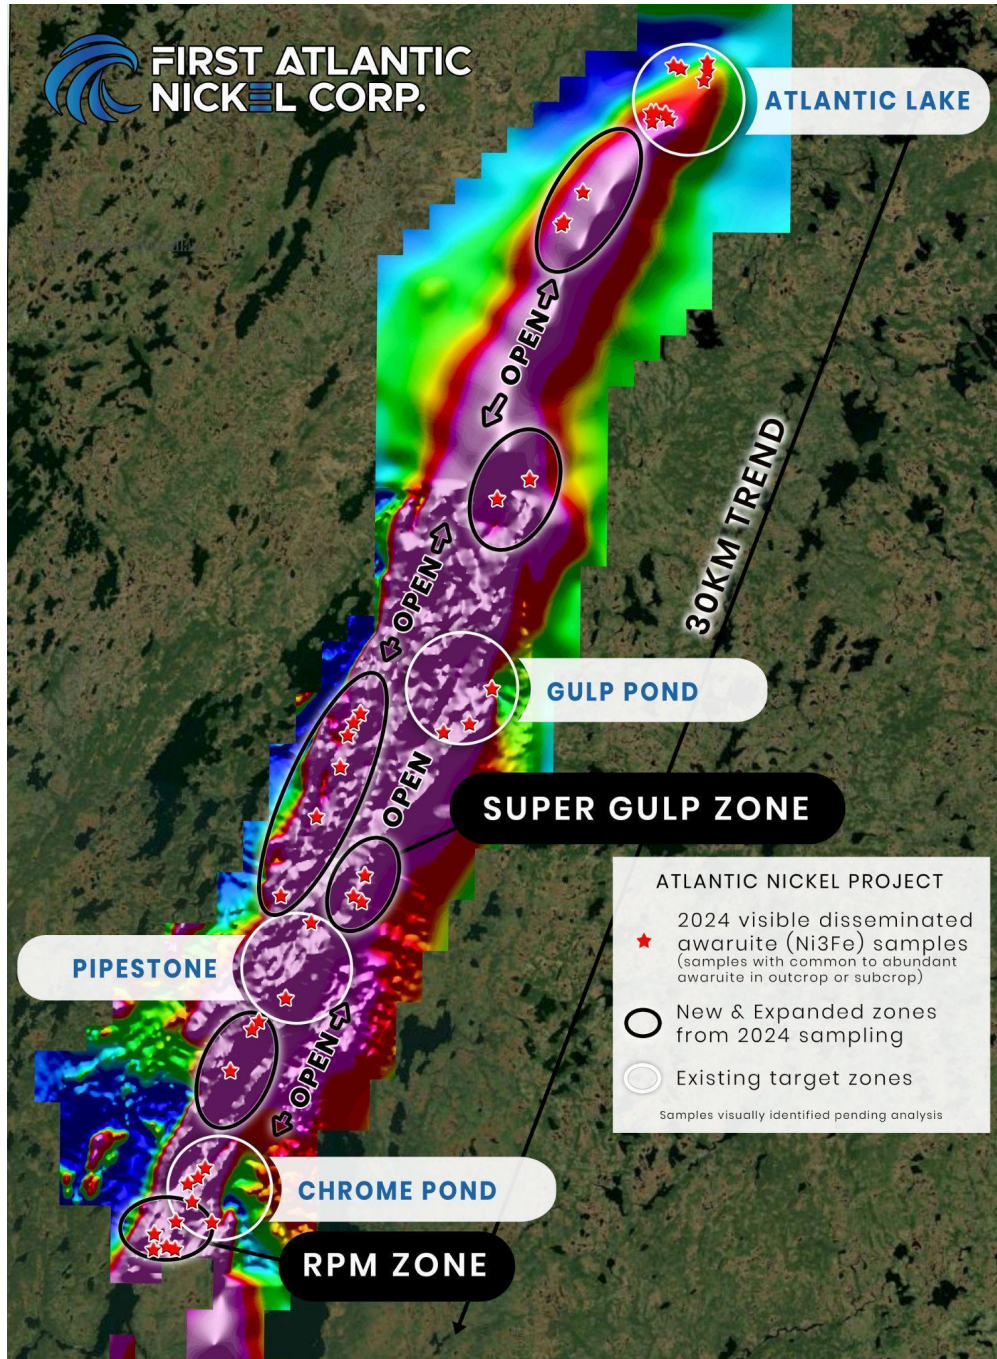 FIRST ATLANTIC
NICKEL CORP.
ATLANTIC LAKE
OPEN
30KM TREND
OPEN
GULP POND
OPEN
SUPER GULP ZONE
ATLANTIC NICKEL PROJECT
2024 visible disseminated
awaruite (Ni3Fe) samples
(samples with common to abundant
awaruite in outcrop or subcrop)
New & Expanded zones
from 2024 sampling
Existing target zones
Samples visually identified pending analysis
PIPESTONE
OPEN
CHROME POND
RPM ZONE